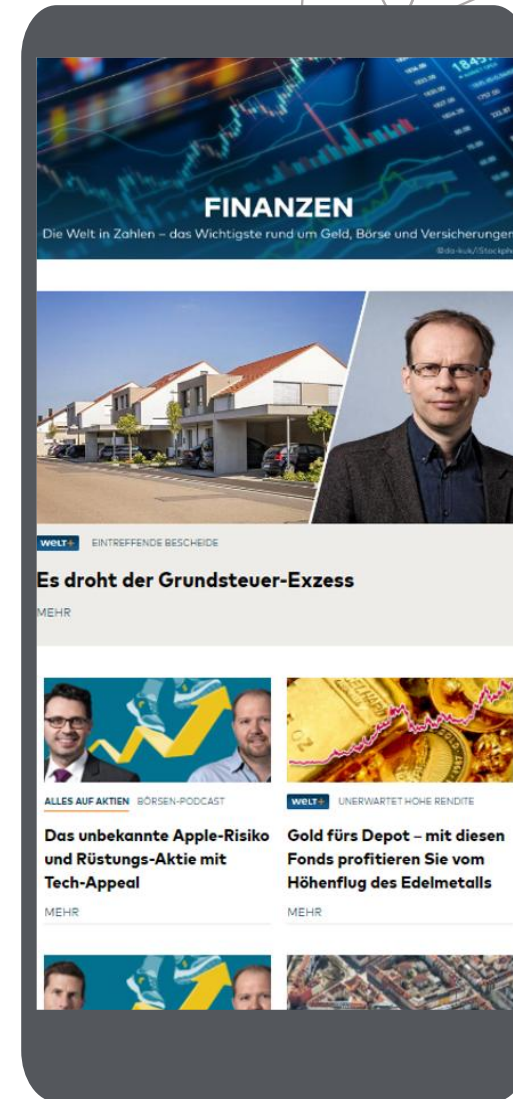 FINANZEN
Die Welt in Zahlen – das Wichtigste rund um Geld, Börse und Versicherungen
WELT+ EINTREFFENDE BESCHEIDE
Es droht der Grundsteuer-Exzess
MEHR
ALLES AUF AKTIEN BÖRSEN-PODCAST
Das unbekannte Apple-Risiko
und Rüstungs-Aktie mit
Tech-Appeal
MEHR
WELT+ UNERWARTET HOHE RENDITE
Gold fürs Depot – mit diesen
Fonds profitieren Sie vom
Höhenflug des Edelmetalls
MEHR